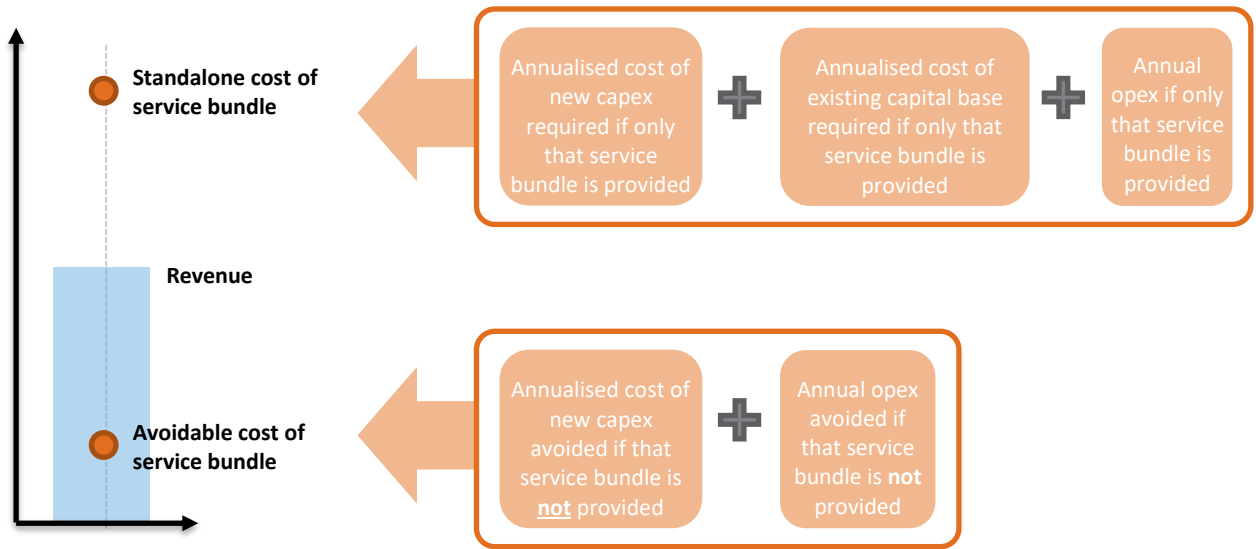 Standalone cost of
service bundle
Annualised cost of
new capex
required if only
that service
bundle is provided
Annualised cost of
existing capital base
required if only that
service bundle is
provided
Annual
opex if only
that service
bundle is
provided
Revenue
Avoidable cost of
service bundle
Annualised cost of
new capex
avoided if that
service bundle is
not provided
Annual opex
avoided if
that service
bundle is not
provided